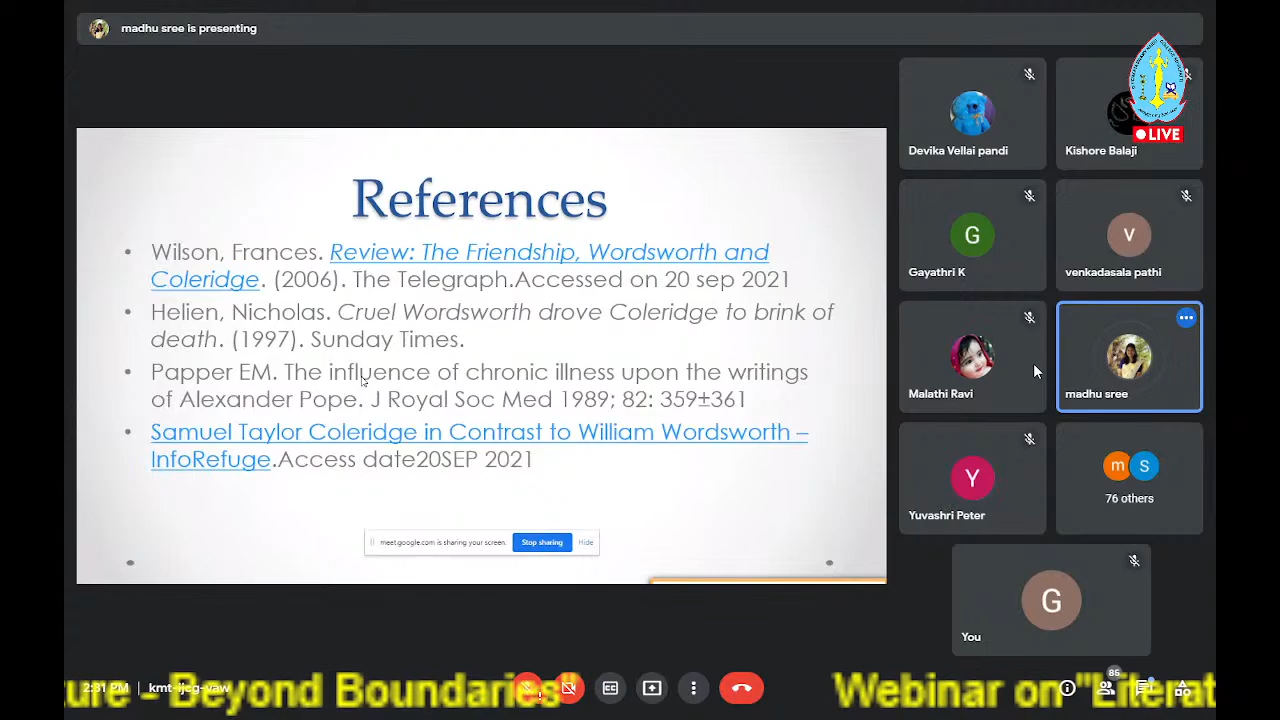 madhu sree is presenting
LIVE
Devika Vellai pandi
Kishore Balaji
References
• Wilson, Frances. Review: The Friendship, Wordsworth and
Coleridge. (2006). The Telegraph.Accessed on 20 sep 2021
• Helien, Nicholas. Cruel Wordsworth drove Coleridge to brink of
death. (1997). Sunday Times.
• Papper EM. The influence of chronic illness upon the writings
of Alexander Pope. J Royal Soc Med 1989; 82: 359±361
• Samuel Taylor Coleridge in Contrast to William Wordsworth –
InfoRefuge.Access date20SEP 2021
meet.google.com is sharing your screen.
Stop sharing
Hide
G
Gayathri K
v
venkadasala pathi
Malathi Ravi
madhu sree
Y
Yuvashri Peter
m
S
76 others
G
You
2:31 PM
kmt-ijcg-vaw
85
ture - Beyond Boundaries"
Webinar on "Literat